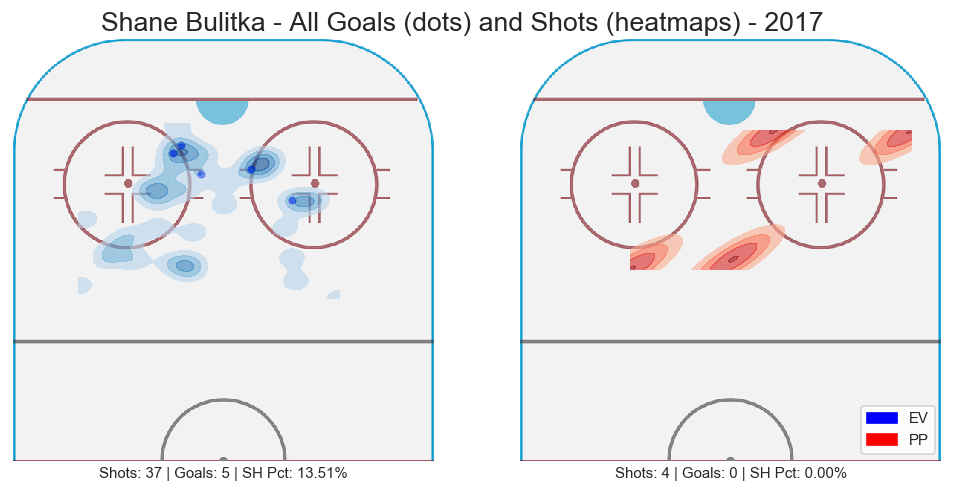 Shane Bulitka - All Goals (dots) and Shots (heatmaps) - 2017
EV
PP
Shots: 37 | Goals: 5 | SH Pct: 13.51%
Shots: 4 | Goals: 0 | SH Pct: 0.00%